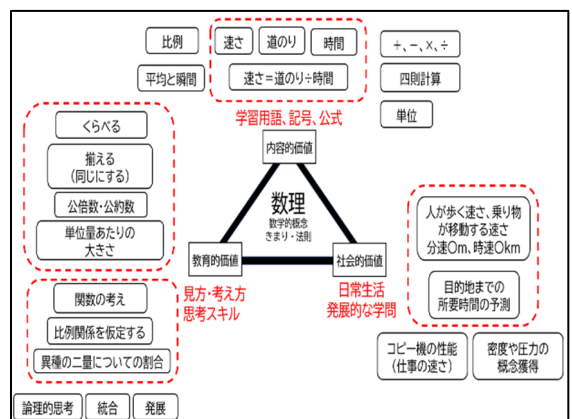 比例
速さ
道のり
時間
+、−、×、÷
平均と瞬間
速さ=道のり÷時間
四則計算
学習用語、記号、公式
単位
内容的価値
くらべる
揃える
(同じにする)
公倍数・公約数
単位量あたりの
大きさ
数理
数学的概念
きまり・法則
人が歩く速さ、乗り物
が移動する速さ
分速〇m、時速〇km
教育的価値
社会的価値
見方・考え方
思考スキル
日常生活
発展的な学問
目的地までの
所要時間の予測
関数の考え
比例関係を仮定する
異種の二量についての割合
コピー機の性能
(仕事の速さ)
密度や圧力の
概念獲得
論理的思考
統合
発展